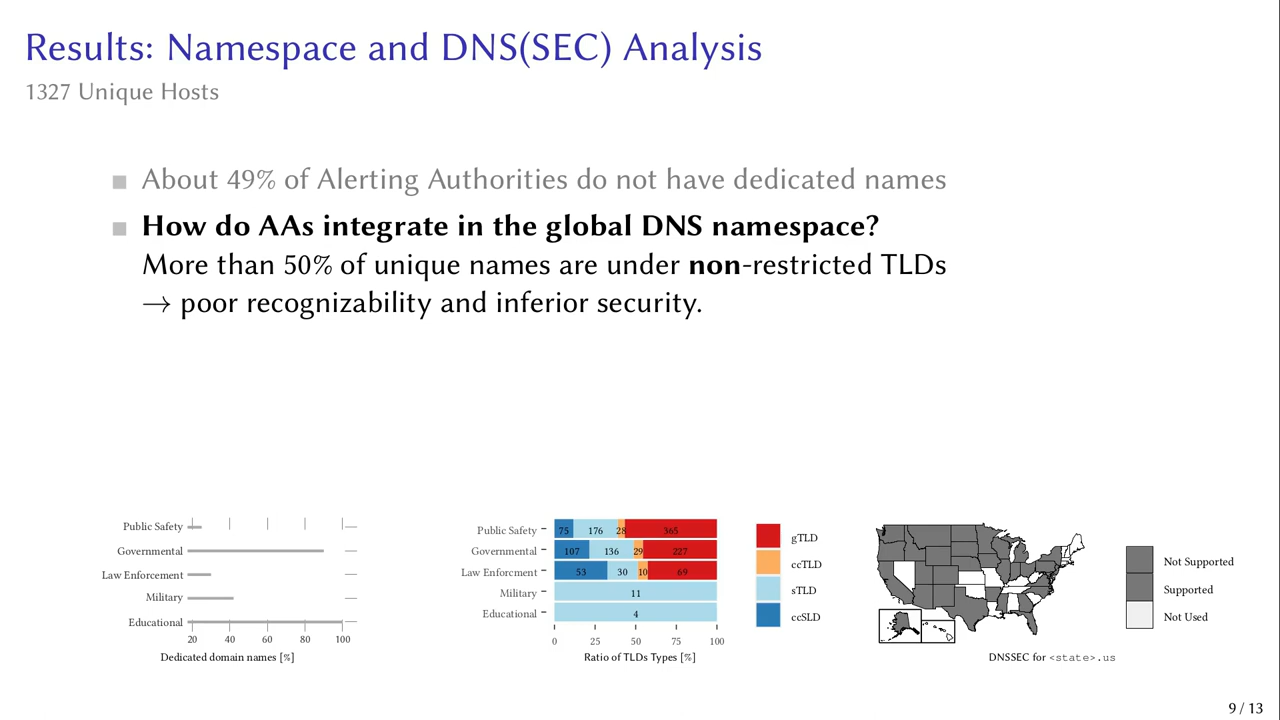 Results: Namespace and DNS(SEC) Analysis
1327 Unique Hosts
About 49% of Alerting Authorities do not have dedicated names
How do AAs integrate in the global DNS namespace?
More than 50% of unique names are under non-restricted TLDs
→ poor recognizability and inferior security.
Public Safety
Governmental
Law Enforcement
Military
Educational
20 40 60 80 100
Dedicated domain names [%]
Public Safety 75 176 28 365
Governmental 107 136 29 227
Law Enforcment 53 30 10 69
Military 11
Educational 4
0 25 50 75 100
Ratio of TLDs Types [%]
gTLD
ccTLD
sTLD
ccSLD
Not Supported
Supported
Not Used
DNSSEC for <state>.us
9 / 13